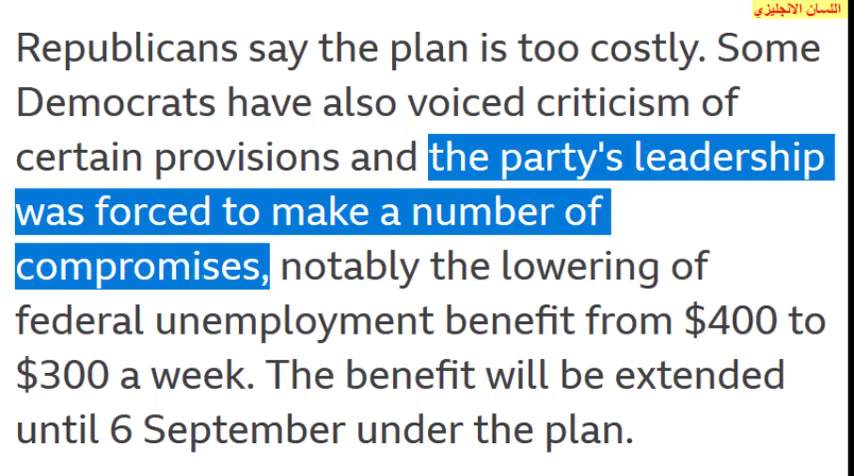 اللسان الانجليزي
Republicans say the plan is too costly. Some
Democrats have also voiced criticism of
certain provisions and the party's leadership
was forced to make a number of
compromises, notably the lowering of
federal unemployment benefit from $400 to
$300 a week. The benefit will be extended
until 6 September under the plan.